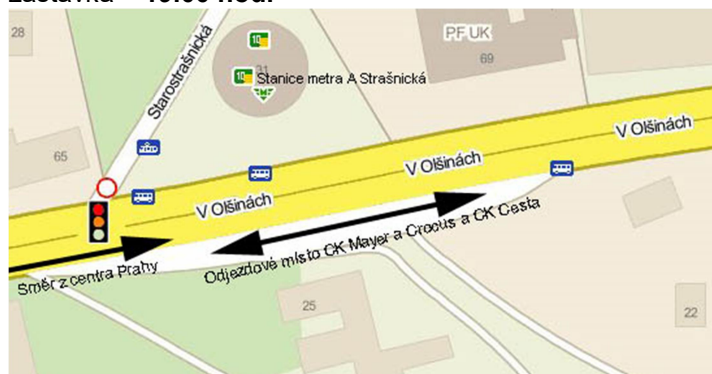 28
PF UK
69
Starostrašnická
10
10
31
Stanice metra A Strašnická
65
V Olšinách
V Olšinách
V Olšinách
Směr z centra Prahy
Odjezdové místo CK Mayer a Crocus a CK Cesta
25
22